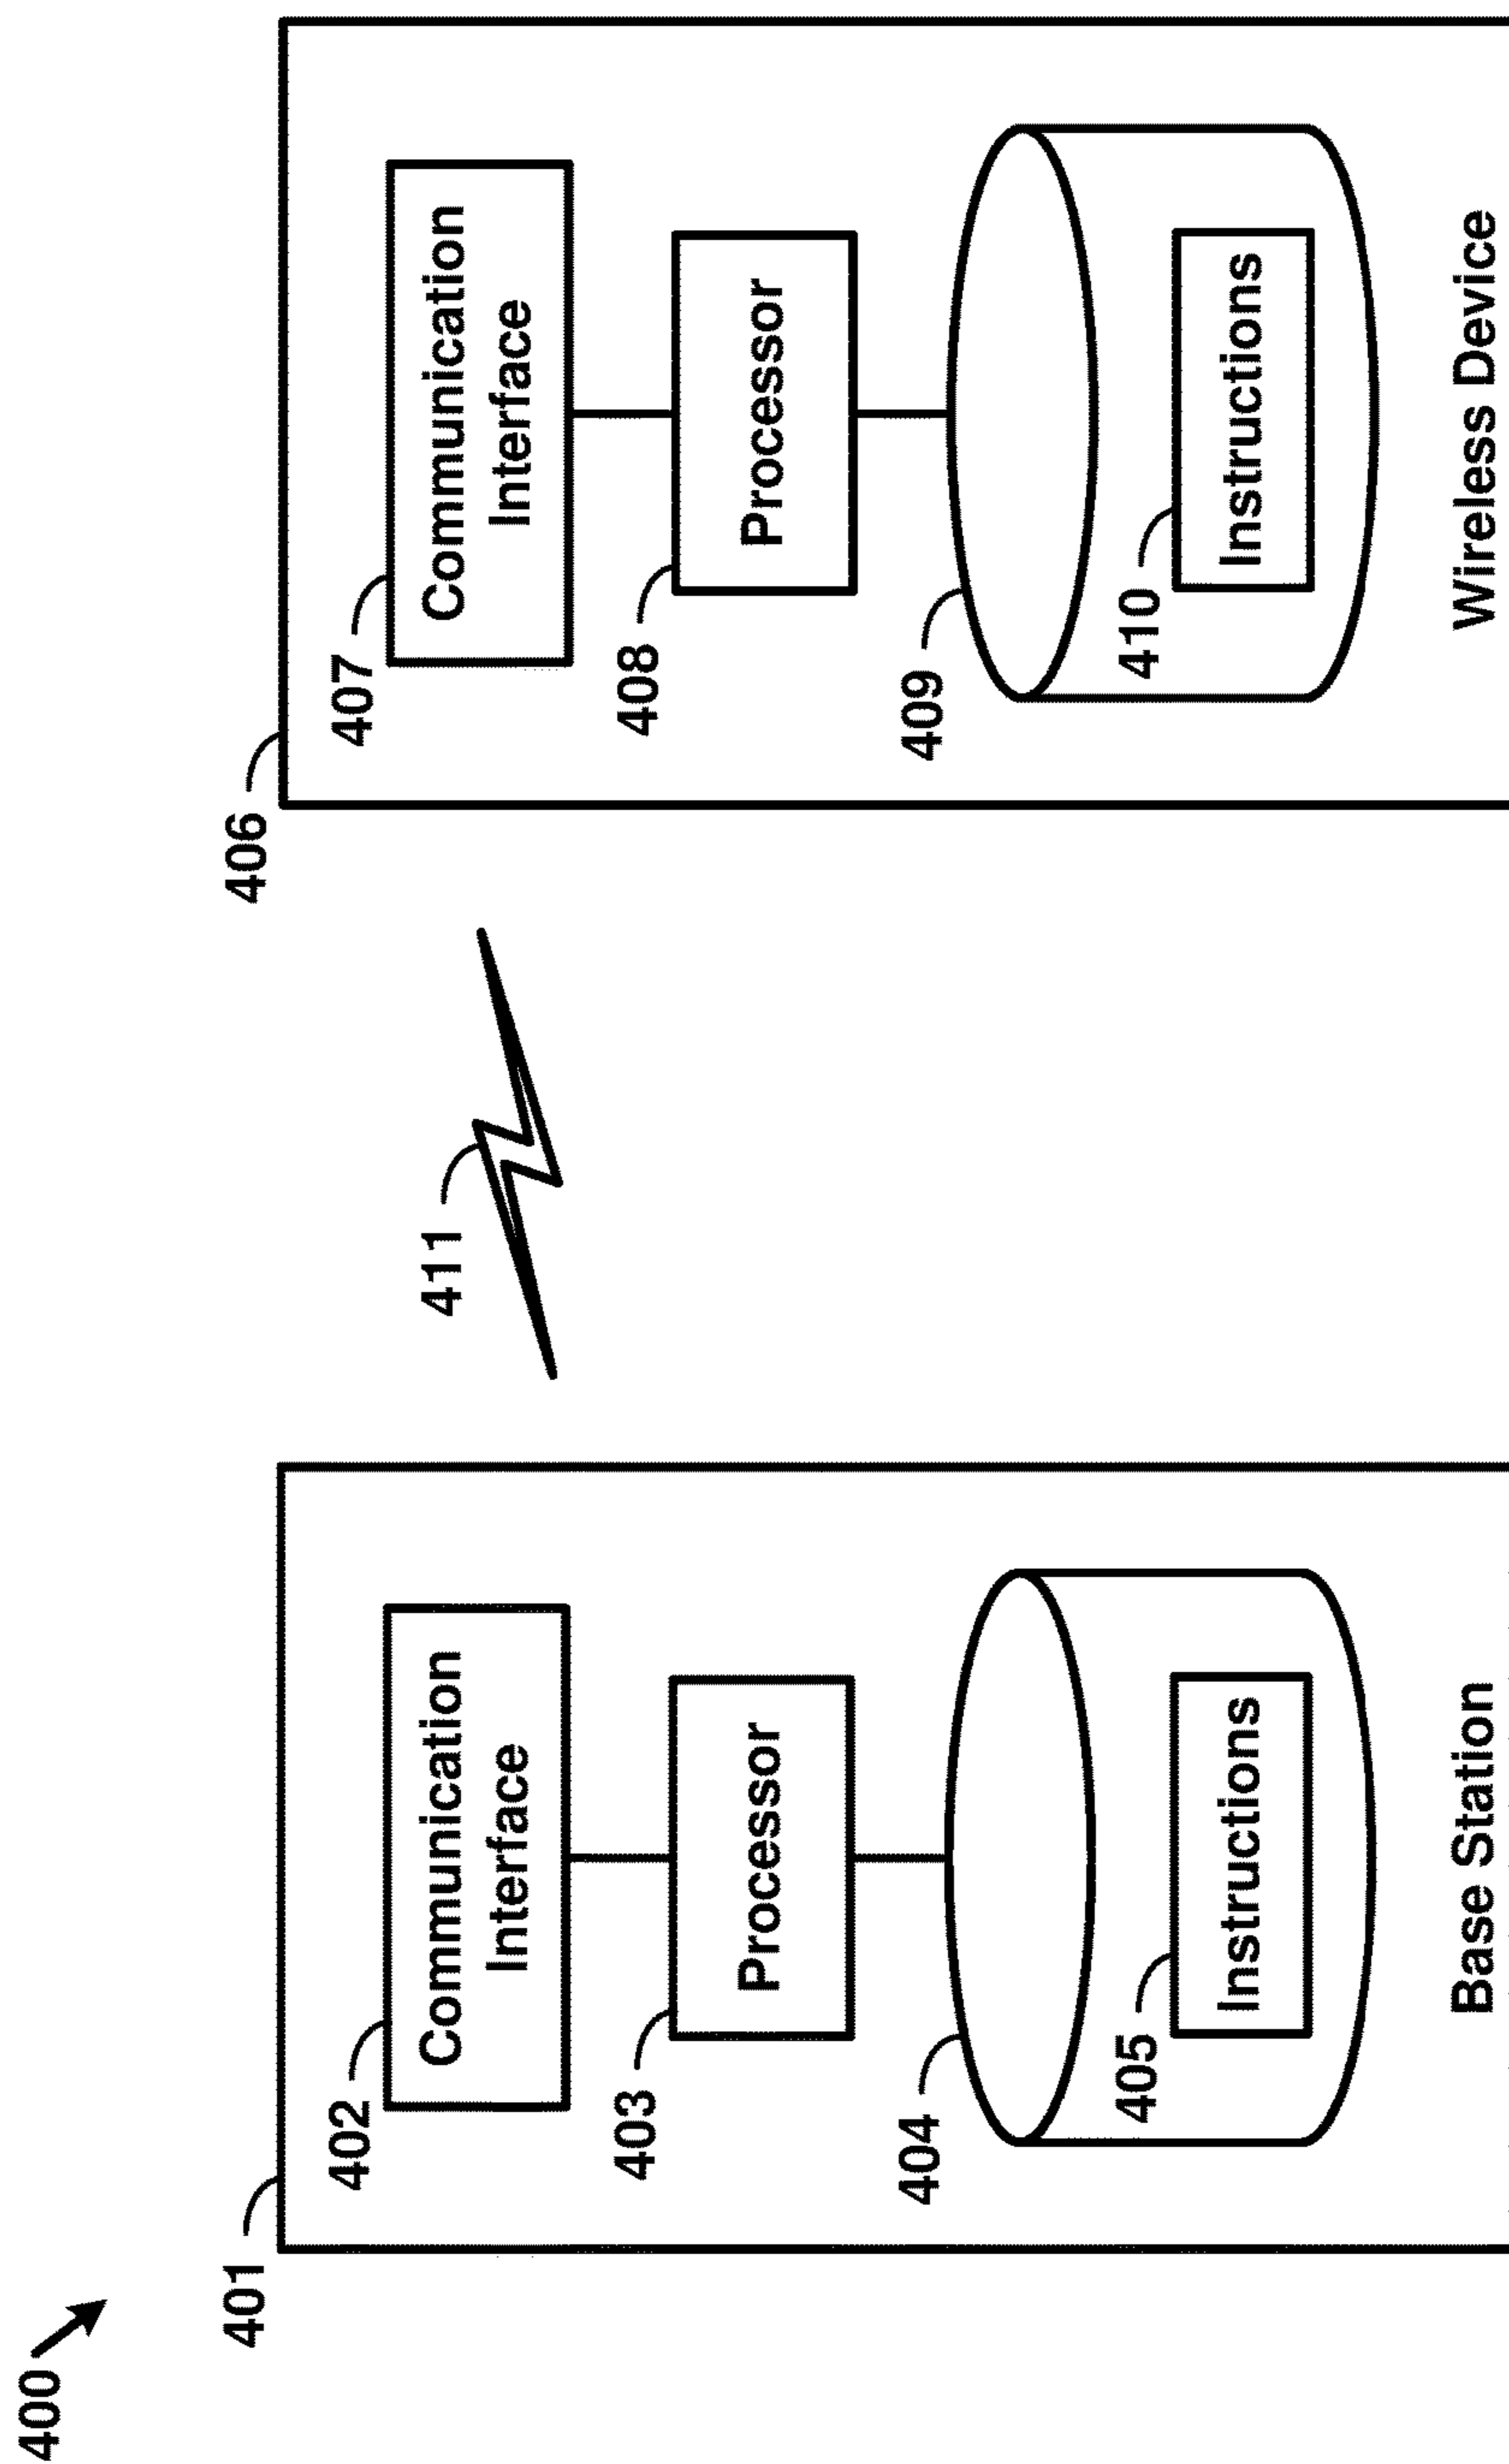 400
401
402
Communication
Interface
403
Processor
404
405
Instructions
Base Station
411
406
407
Communication
Interface
408
Processor
409
410
Instructions
Wireless Device